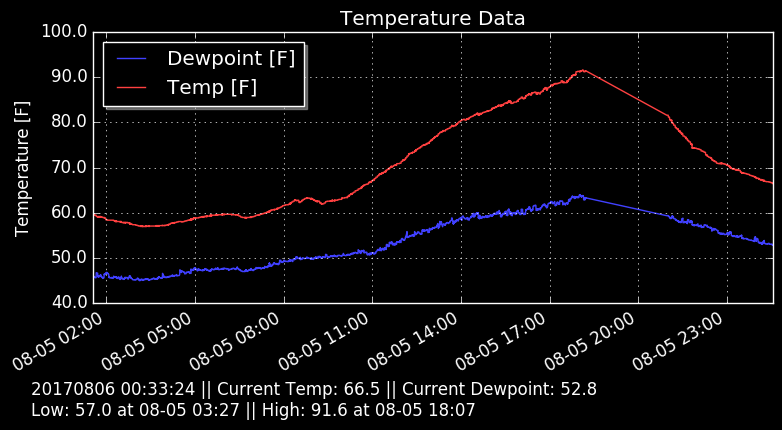 Temperature Data
100.0
90.0
80.0
70.0
60.0
50.0
40.0
Temperature [F]
Dewpoint [F]
Temp [F]
08-05 02:00
08-05 05:00
08-05 08:00
08-05 11:00
08-05 14:00
08-05 17:00
08-05 20:00
08-05 23:00
20170806 00:33:24 || Current Temp: 66.5 || Current Dewpoint: 52.8
Low: 57.0 at 08-05 03:27 || High: 91.6 at 08-05 18:07